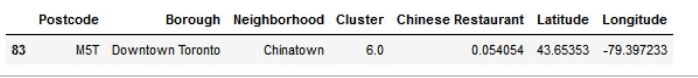 Postcode Borough Neighborhood Cluster Chinese Restaurant Latitude Longitude
83 M5T Downtown Toronto Chinatown 6.0 0.054054 43.65353 -79.397233